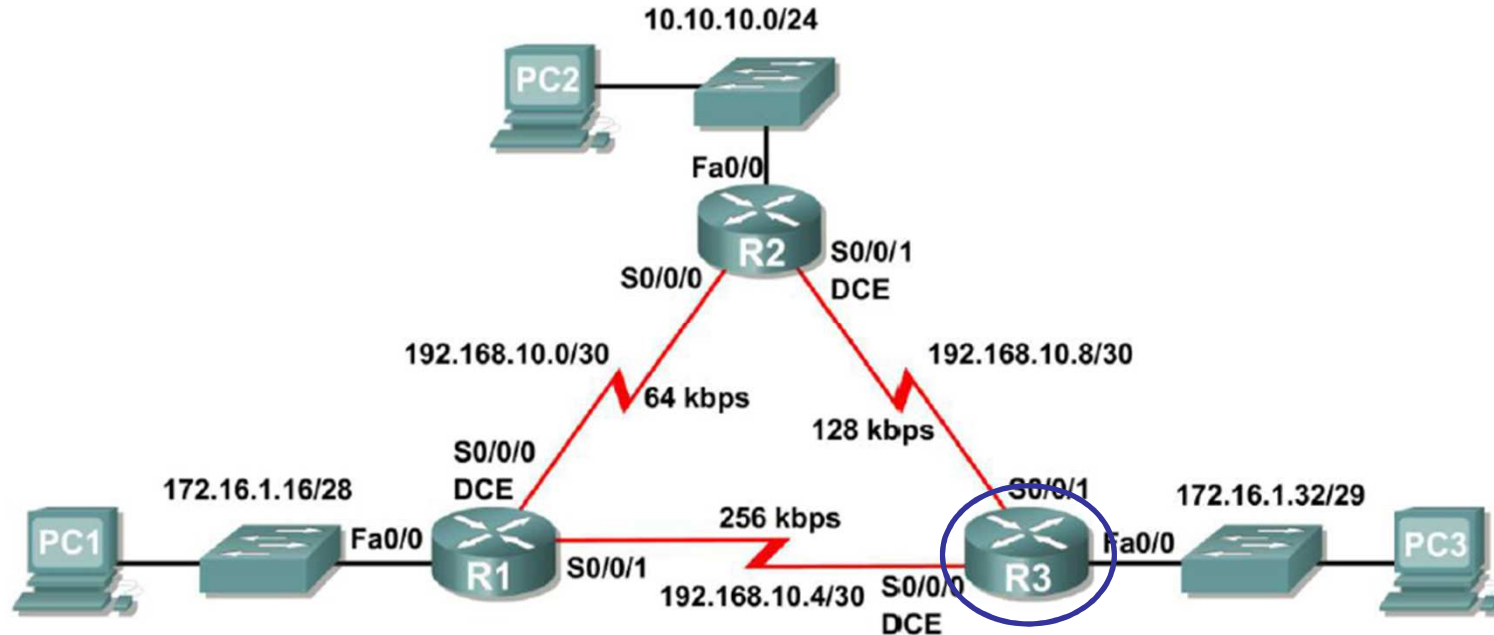 10.10.10.0/24
PC2
Fa0/0
R2
S0/0/1
DCE
S0/0/0
192.168.10.0/30
192.168.10.8/30
64 kbps
128 kbps
S0/0/0
DCE
S0/0/1
172.16.1.16/28
172.16.1.32/29
256 kbps
PC1
Fa0/0
R1
S0/0/1
192.168.10.4/30
S0/0/0
DCE
R3
Fa0/0
PC3